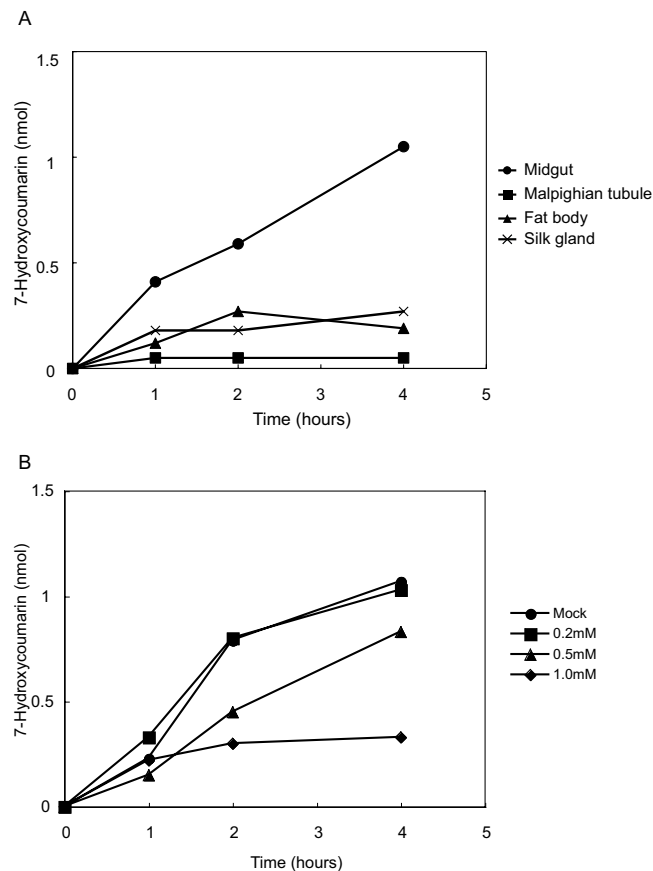 A
1.5
1
0.5
0
7-Hydroxycoumarin (nmol)
0 1 2 3 4 5
Time (hours)
Midgut
Malpighian tubule
Fat body
Silk gland
B
1.5
1
0.5
0
7-Hydroxycoumarin (nmol)
0 1 2 3 4 5
Time (hours)
Mock
0.2mM
0.5mM
1.0mM